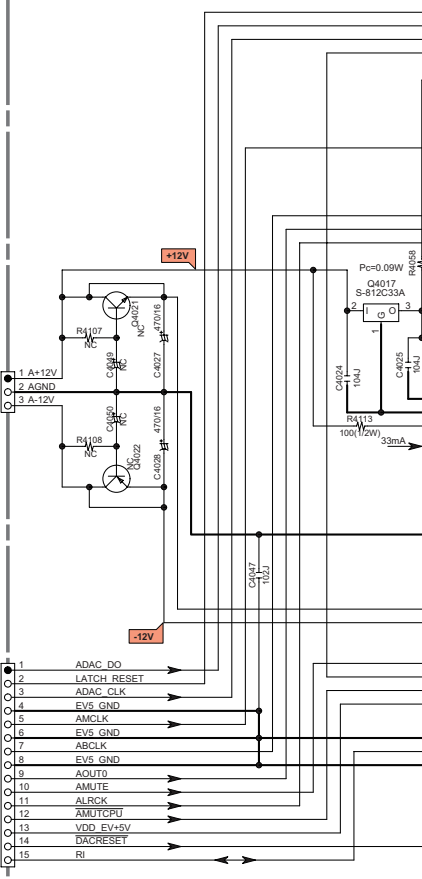 +12V
R4058
Pc=0.09W
Q4017
S-812C33A
2 I G O 3
1
Q4021
NC
470/16
R4107
NC
C4049
NC
C4027
C4024
104J
C4025
104J
1 A+12V
2 AGND
3 A-12V
C4050
NC
470/16
R4113
100(1/2W)
33mA
R4108
NC
NC
Q4022
C4028
C4047
102J
-12V
1 ADAC_DO
2 LATCH_RESET
3 ADAC_CLK
4 EV5_GND
5 AMCLK
6 EV5_GND
7 ABCLK
8 EV5_GND
9 AOUT0
10 AMUTE
11 ALRCK
12 AMUTCPU
13 VDD_EV+5V
14 DACRESET
15 RI